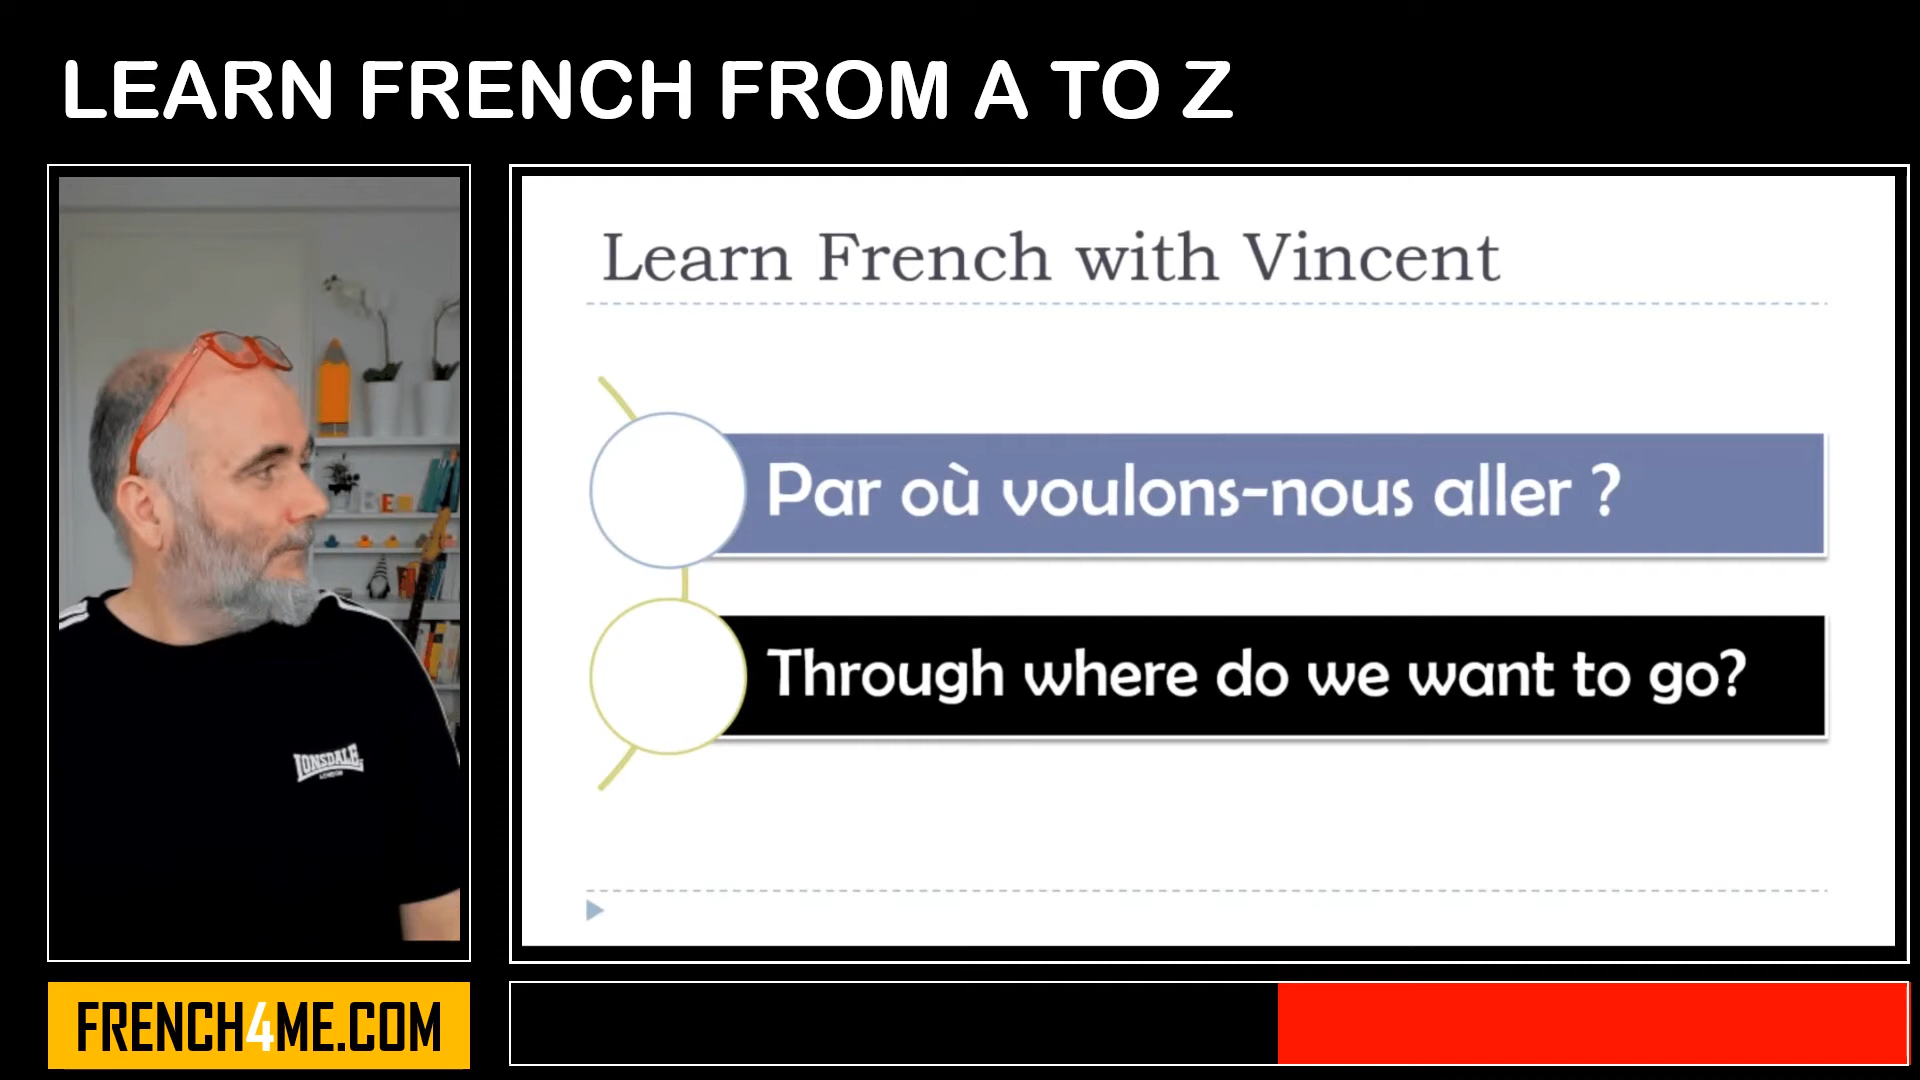 LEARN FRENCH FROM A TO Z
Learn French with Vincent
Par où voulons-nous aller ?
Through where do we want to go?
LONSDALE
LONDON
FRENCH4ME.COM